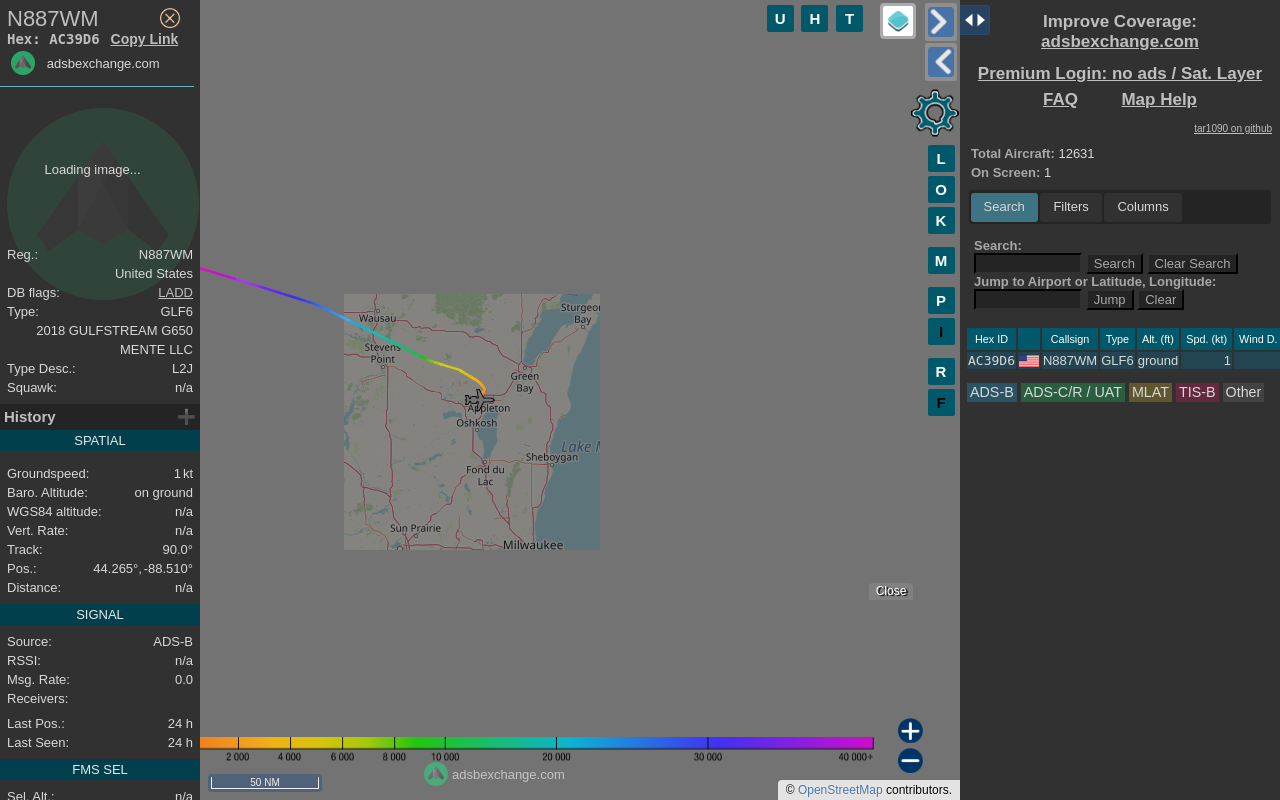 N887WM
Hex: AC39D6 Copy Link
adsbexchange.com
Loading image...
Reg.: N887WM
United States
DB flags: LADD
Type: GLF6
2018 GULFSTREAM G650
MENTE LLC
Type Desc.: L2J
Squawk: n/a
History
SPATIAL
Groundspeed: 1 kt
Baro. Altitude: on ground
WGS84 altitude: n/a
Vert. Rate: n/a
Track: 90.0°
Pos.: 44.265°, -88.510°
Distance: n/a
SIGNAL
Source: ADS-B
RSSI: n/a
Msg. Rate: 0.0
Receivers:
Last Pos.: 24 h
Last Seen: 24 h
FMS SEL
Sel. Alt.: n/a
U H T
L
O
K
M
P
I
R
F
Wausau
Sturgeon
Bay
Stevens
Point
Green
Bay
Appleton
Oshkosh
Lake M
Sheboygan
Fond du
Lac
Sun Prairie
Milwaukee
Close
2 000 4 000 6 000 8 000 10 000 20 000 30 000 40 000+
adsbexchange.com
50 NM
© OpenStreetMap contributors.
Improve Coverage:
adsbexchange.com
Premium Login: no ads / Sat. Layer
FAQ Map Help
tar1090 on github
Total Aircraft: 12631
On Screen: 1
Search Filters Columns
Search:
Search Clear Search
Jump to Airport or Latitude, Longitude:
Jump Clear
Hex ID Callsign Type Alt. (ft) Spd. (kt) Wind D.
AC39D6 N887WM GLF6 ground 1
ADS-B ADS-C/R / UAT MLAT TIS-B Other